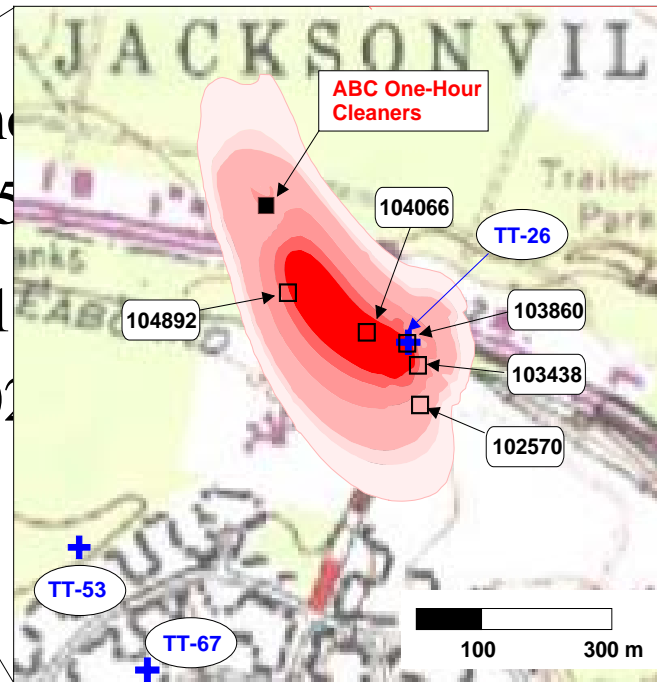 JACKSONVIL
ABC One-Hour
Cleaners
Trailer
Park
104066
TT-26
anks
104892
103860
103438
102570
TT-53
TT-67
100
300 m